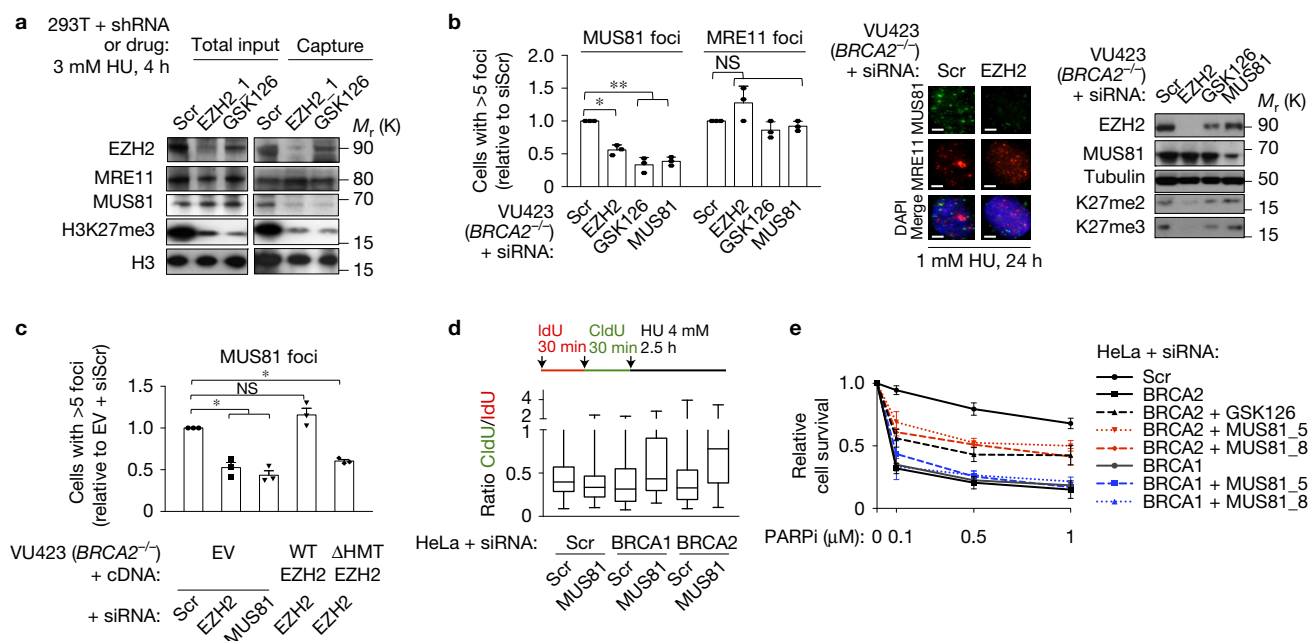 a
293T + shRNA
or drug:
3 mM HU, 4 h
Total input
Capture
Scr
EZH2_1
GSK126
Scr
EZH2_1
GSK126
Mr (K)
EZH2
90
MRE11
80
MUS81
70
H3K27me3
15
H3
15
b
MUS81 foci
MRE11 foci
Cells with >5 foci
(relative to siScr)
2.0
1.5
1.0
0.5
0
**
*
NS
VU423
(BRCA2–/–)
+ siRNA:
Scr
EZH2
GSK126
MUS81
Scr
EZH2
GSK126
MUS81
VU423
(BRCA2–/–)
+ siRNA:
Scr
EZH2
MUS81
MRE11
DAPI
Merge
1 mM HU, 24 h
VU423
(BRCA2–/–)
+ siRNA:
Scr
EZH2
GSK126
MUS81
Mr (K)
EZH2
90
MUS81
70
Tubulin
50
K27me2
15
K27me3
15
c
MUS81 foci
Cells with >5 foci
(relative to EV + siScr)
1.5
1.0
0.5
0
*
NS
*
VU423 (BRCA2–/–)
+ cDNA:
EV
WT
EZH2
ΔHMT
EZH2
+ siRNA:
Scr
EZH2
MUS81
EZH2
EZH2
d
IdU
30 min
CldU
30 min
HU 4 mM
2.5 h
Ratio CldU/IdU
4
2
1
0.5
0
HeLa + siRNA:
Scr
BRCA1
BRCA2
Scr
MUS81
Scr
MUS81
Scr
MUS81
e
Relative
cell survival
1.0
0.5
0
PARPi (μM):
0
0.1
0.5
1
HeLa + siRNA:
Scr
BRCA2
BRCA2 + GSK126
BRCA2 + MUS81_5
BRCA2 + MUS81_8
BRCA1
BRCA1 + MUS81_5
BRCA1 + MUS81_8